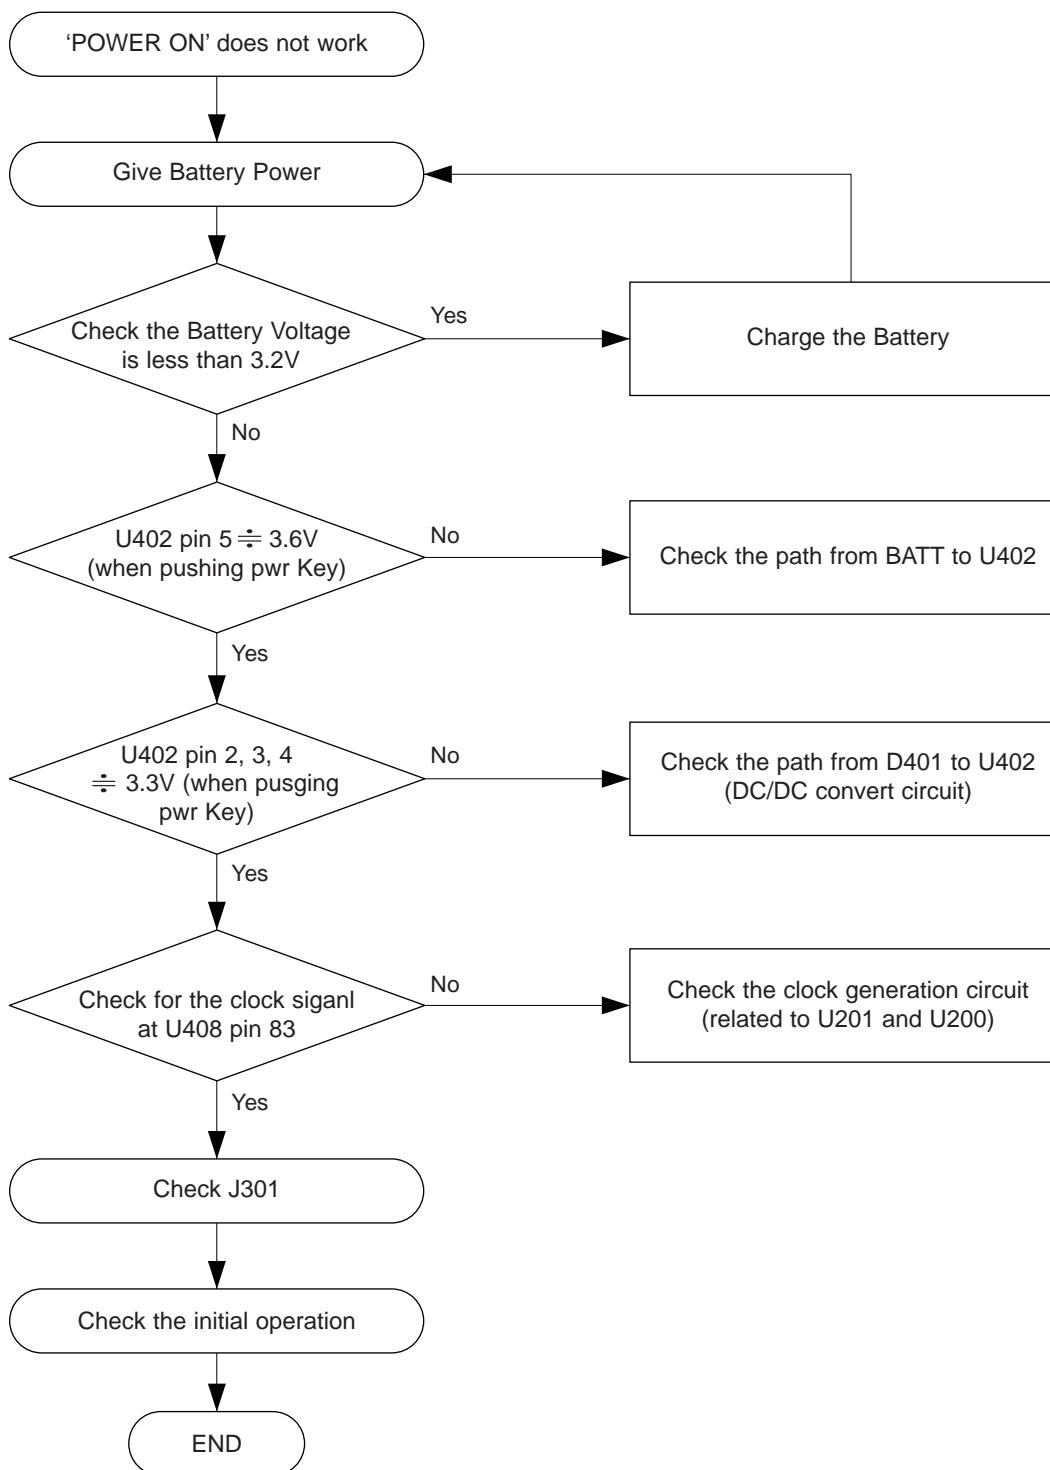 ‘POWER ON’ does not work
Give Battery Power
Check the Battery Voltage
is less than 3.2V
Yes
Charge the Battery
No
U402 pin 5 ≑ 3.6V
(when pushing pwr Key)
No
Check the path from BATT to U402
Yes
U402 pin 2, 3, 4
≑ 3.3V (when pusging
pwr Key)
No
Check the path from D401 to U402
(DC/DC convert circuit)
Yes
Check for the clock siganl
at U408 pin 83
No
Check the clock generation circuit
(related to U201 and U200)
Yes
Check J301
Check the initial operation
END